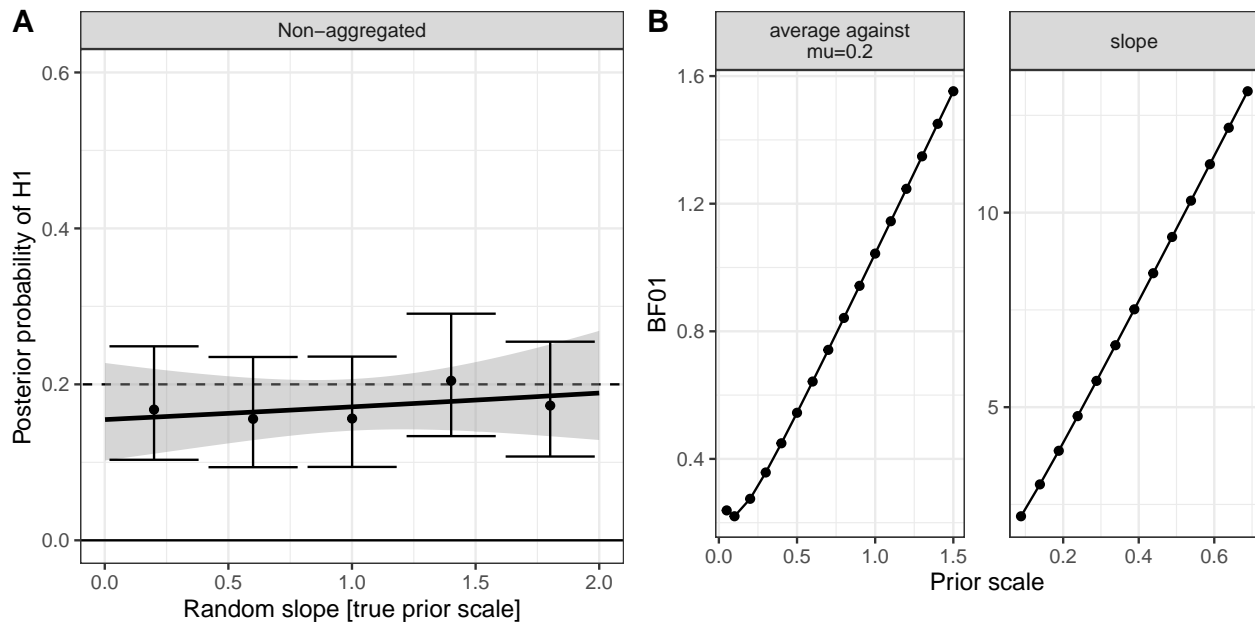 A
Non−aggregated
Posterior probability of H1
0.6
0.4
0.2
0.0
0.0 0.5 1.0 1.5 2.0
Random slope [true prior scale]
B
average against
mu=0.2
slope
BF01
1.6
1.2
0.8
0.4
0.0 0.5 1.0 1.5
10
5
0.2 0.4 0.6
Prior scale